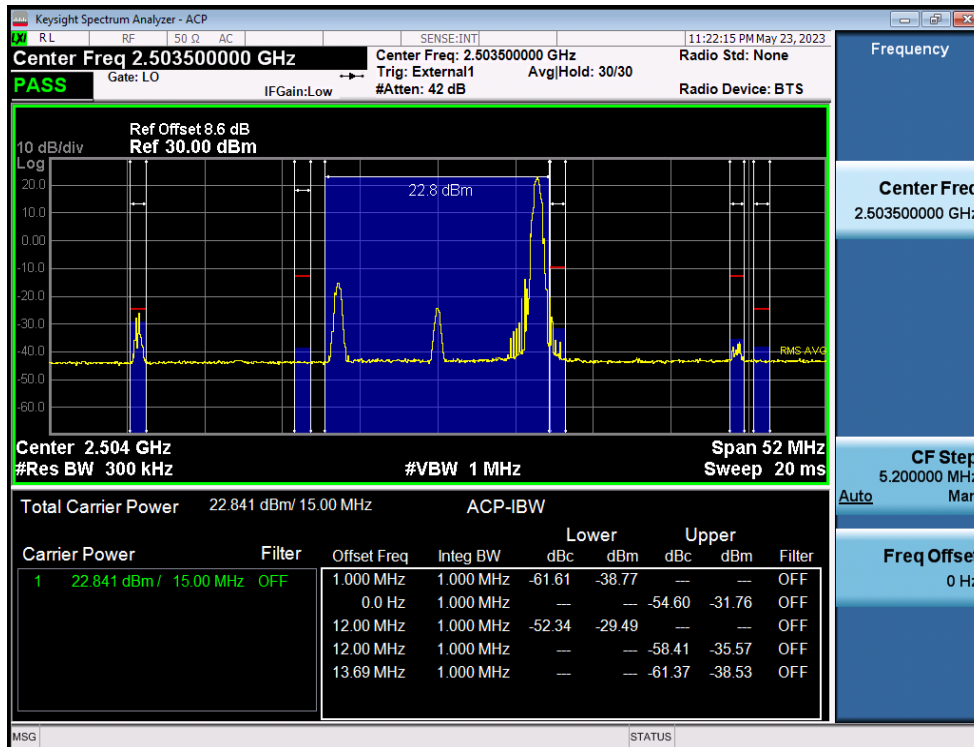 Keysight Spectrum Analyzer - ACP
LXI RL RF 50 Ω AC SENSE:INT 11:22:15 PM May 23, 2023
Center Freq 2.503500000 GHz Center Freq: 2.503500000 GHz Radio Std: None
Trig: External1 Avg|Hold: 30/30
PASS Gate: LO IFGain:Low #Atten: 42 dB Radio Device: BTS
Frequency
Ref Offset 8.6 dB
10 dB/div Ref 30.00 dBm
Log
22.8 dBm
20.0
10.0
0.00
-10.0
-20.0
-30.0
-40.0
RMS AVG
-50.0
-60.0
Center 2.504 GHz Span 52 MHz
#Res BW 300 kHz #VBW 1 MHz Sweep 20 ms
Total Carrier Power 22.841 dBm/ 15.00 MHz ACP-IBW
Lower Upper
Carrier Power Filter Offset Freq Integ BW dBc dBm dBc dBm Filter
1 22.841 dBm / 15.00 MHz OFF 1.000 MHz 1.000 MHz -61.61 -38.77 --- --- OFF
0.0 Hz 1.000 MHz --- --- -54.60 -31.76 OFF
12.00 MHz 1.000 MHz -52.34 -29.49 --- --- OFF
12.00 MHz 1.000 MHz --- --- -58.41 -35.57 OFF
13.69 MHz 1.000 MHz --- --- -61.37 -38.53 OFF
Center Freq
2.503500000 GHz
CF Step
5.200000 MHz
Auto Man
Freq Offset
0 Hz
MSG STATUS